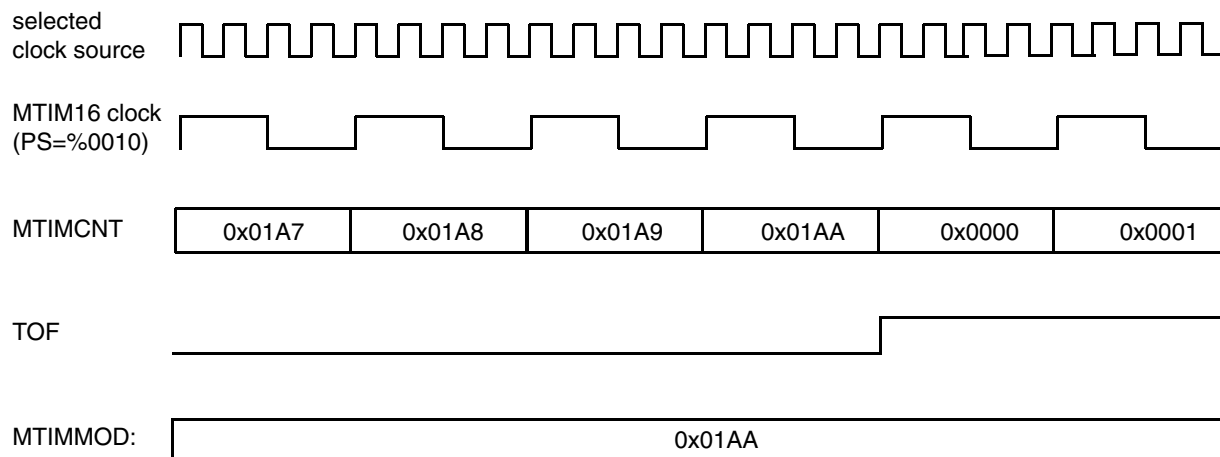 selected
clock source
MTIM16 clock
(PS=%0010)
MTIMCNT 0x01A7 0x01A8 0x01A9 0x01AA 0x0000 0x0001
TOF
MTIMMOD: 0x01AA